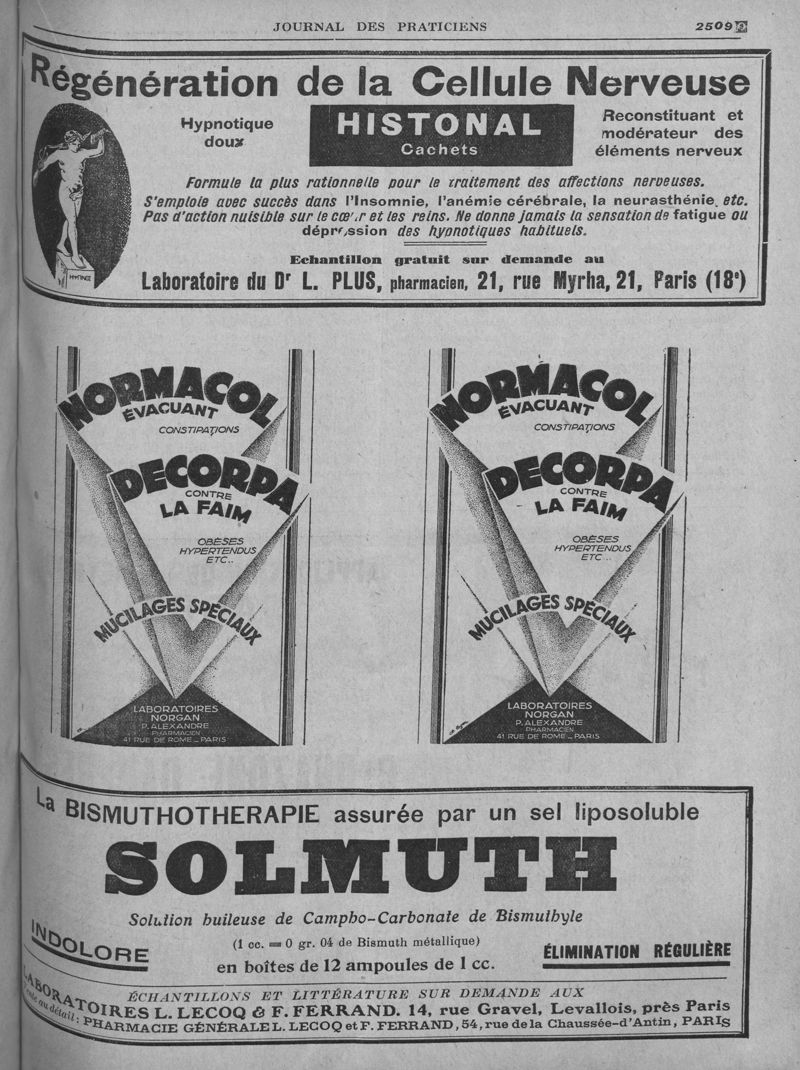 JOURNAL DES PRATICIENS 2509
Régénération de la Cellule Nerveuse
Hypnotique
doux
HISTONAL
Cachets
Reconstituant et
modérateur des
éléments nerveux
Formule la plus rationnelle pour le traitement des affections nerveuses.
S'emploie avec succès dans l'Insomnie, l'anémie cérébrale, la neurasthénie, etc.
Pas d'action nuisible sur le cœur et les reins. Ne donne jamais la sensation de fatigue ou
dépression des hypnotiques habituels.
HYPNOS
Echantillon gratuit sur demande au
Laboratoire du Dr L. PLUS, pharmacien, 21, rue Myrha, 21, Paris (18e)
NORMACOL
ÉVACUANT
CONSTIPATIONS
DECORPA
CONTRE
LA FAIM
OBÈSES
HYPERTENDUS
ETC..
MUCILAGES SPÉCIAUX
LABORATOIRES
NORGAN
P. ALEXANDRE
PHARMACIEN
41 RUE DE ROME _ PARIS
NORMACOL
ÉVACUANT
CONSTIPATIONS
DECORPA
CONTRE
LA FAIM
OBÈSES
HYPERTENDUS
ETC ..
MUCILAGES SPÉCIAUX
LABORATOIRES
NORGAN
P. ALEXANDRE
PHARMACIEN
41 RUE DE ROME _ PARIS
La BISMUTHOTHERAPIE assurée par un sel liposoluble
SOLMUTH
Solution huileuse de Campho-Carbonate de Bismuthyle
INDOLORE
(1 cc. = 0 gr. 04 de Bismuth métallique)
en boîtes de 12 ampoules de 1 cc.
ÉLIMINATION RÉGULIÈRE
ÉCHANTILLONS ET LITTÉRATURE SUR DEMANDE AUX
LABORATOIRES L. LECOQ & F. FERRAND. 14, rue Gravel, Levallois, près Paris
Vente au détail : PHARMACIE GÉNÉRALE L. LECOQ et F. FERRAND, 54, rue de la Chaussée-d'Antin, PARIS